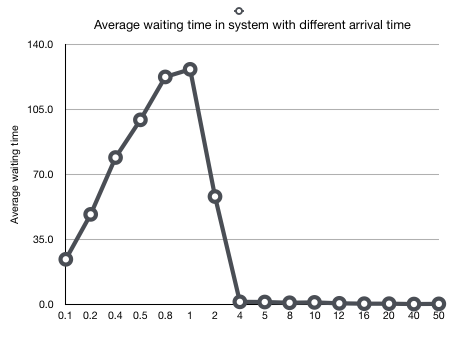 Average waiting time in system with different arrival time
140.0
105.0
70.0
35.0
0.0
Average waiting time
0.1 0.2 0.4 0.5 0.8 1 2 4 5 8 10 12 16 20 40 50